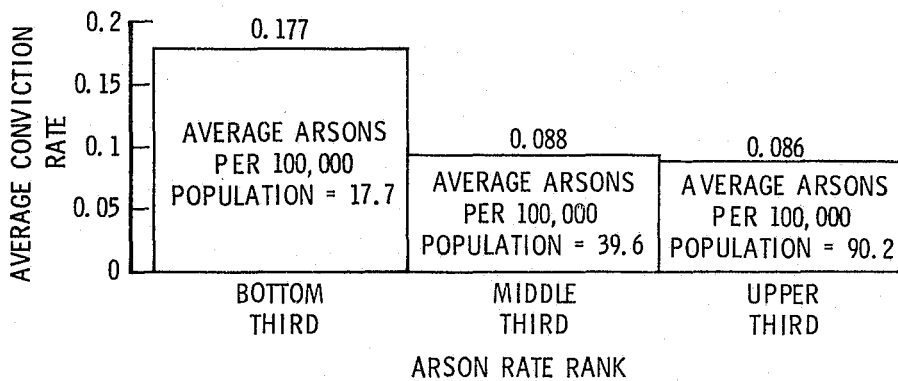 AVERAGE CONVICTION
RATE
0.2
0.15
0.1
0.05
0
0.177
AVERAGE ARSONS
PER 100,000
POPULATION = 17.7
0.088
AVERAGE ARSONS
PER 100,000
POPULATION = 39.6
0.086
AVERAGE ARSONS
PER 100,000
POPULATION = 90.2
BOTTOM
THIRD
MIDDLE
THIRD
UPPER
THIRD
ARSON RATE RANK